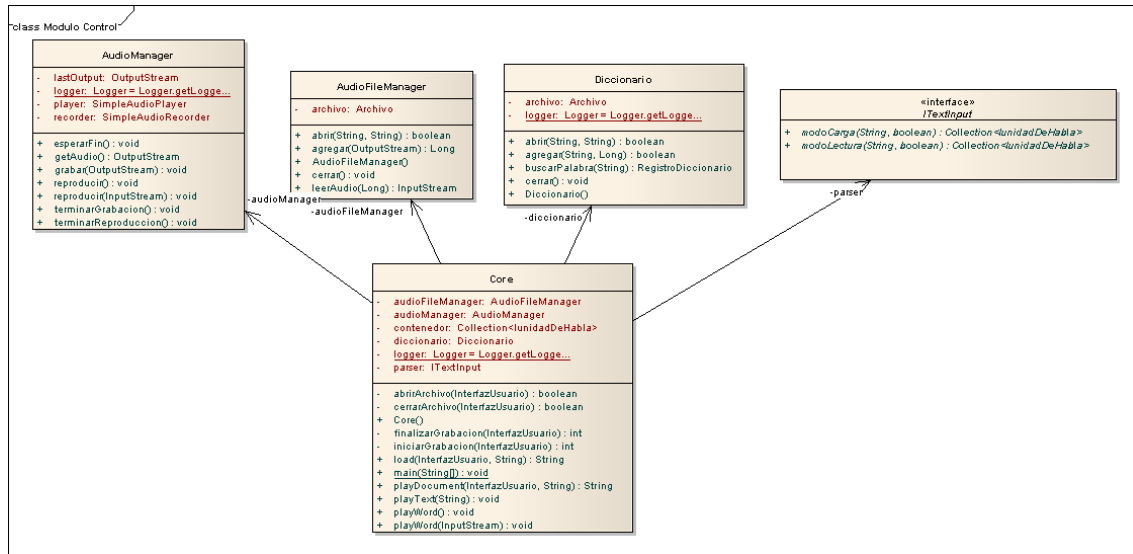 class Modulo Control
AudioManager
- lastOutput: OutputStream
- logger: Logger = Logger.getLogge...
- player: SimpleAudioPlayer
- recorder: SimpleAudioRecorder
+ esperarFin() : void
+ getAudio() : OutputStream
+ grabar(OutputStream) : void
+ reproducir() : void
+ reproducir(InputStream) : void
+ terminarGrabacion() : void
+ terminarReproduccion() : void
AudioFileManager
- archivo: Archivo
+ abrir(String, String) : boolean
+ agregar(OutputStream) : Long
+ AudioFileManager()
+ cerrar() : void
+ leerAudio(Long) : InputStream
Diccionario
- archivo: Archivo
- logger: Logger = Logger.getLogge...
+ abrir(String, String) : boolean
+ agregar(String, Long) : boolean
+ buscarPalabra(String) : RegistroDiccionario
+ cerrar() : void
+ Diccionario()
«interface»
ITextInput
+ modoCarga(String, boolean) : Collection<IunidadDeHabla>
+ modoLectura(String, boolean) : Collection<IunidadDeHabla>
-audioManager
-audioFileManager
-diccionario
-parser
Core
- audioFileManager: AudioFileManager
- audioManager: AudioManager
- contenedor: Collection<IunidadDeHabla>
- diccionario: Diccionario
- logger: Logger = Logger.getLogge...
- parser: ITextInput
- abrirArchivo(InterfazUsuario) : boolean
- cerrarArchivo(InterfazUsuario) : boolean
+ Core()
- finalizarGrabacion(InterfazUsuario) : int
- iniciarGrabacion(InterfazUsuario) : int
+ load(InterfazUsuario, String) : String
+ main(String[]) : void
+ playDocument(InterfazUsuario, String) : String
+ playText(String) : void
+ playWord() : void
+ playWord(InputStream) : void